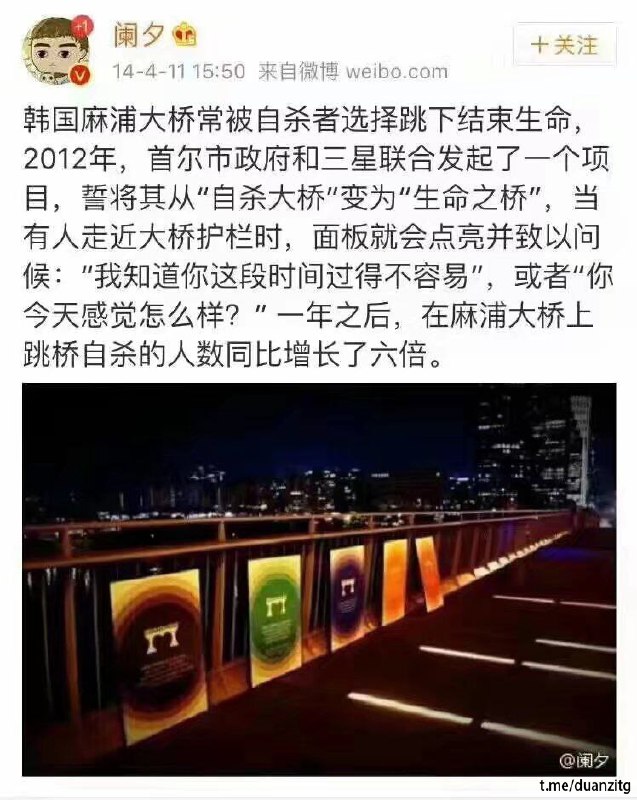 +1
阑夕
V
+关注
14-4-11 15:50 来自微博 weibo.com
韩国麻浦大桥常被自杀者选择跳下结束生命，
2012年，首尔市政府和三星联合发起了一个项
目，誓将其从“自杀大桥”变为“生命之桥”，当
有人走近大桥护栏时，面板就会点亮并致以问
候：”我知道你这段时间过得不容易”，或者“你
今天感觉怎么样？” 一年之后，在麻浦大桥上
跳桥自杀的人数同比增长了六倍。
@阑夕
t.me/duanzitg